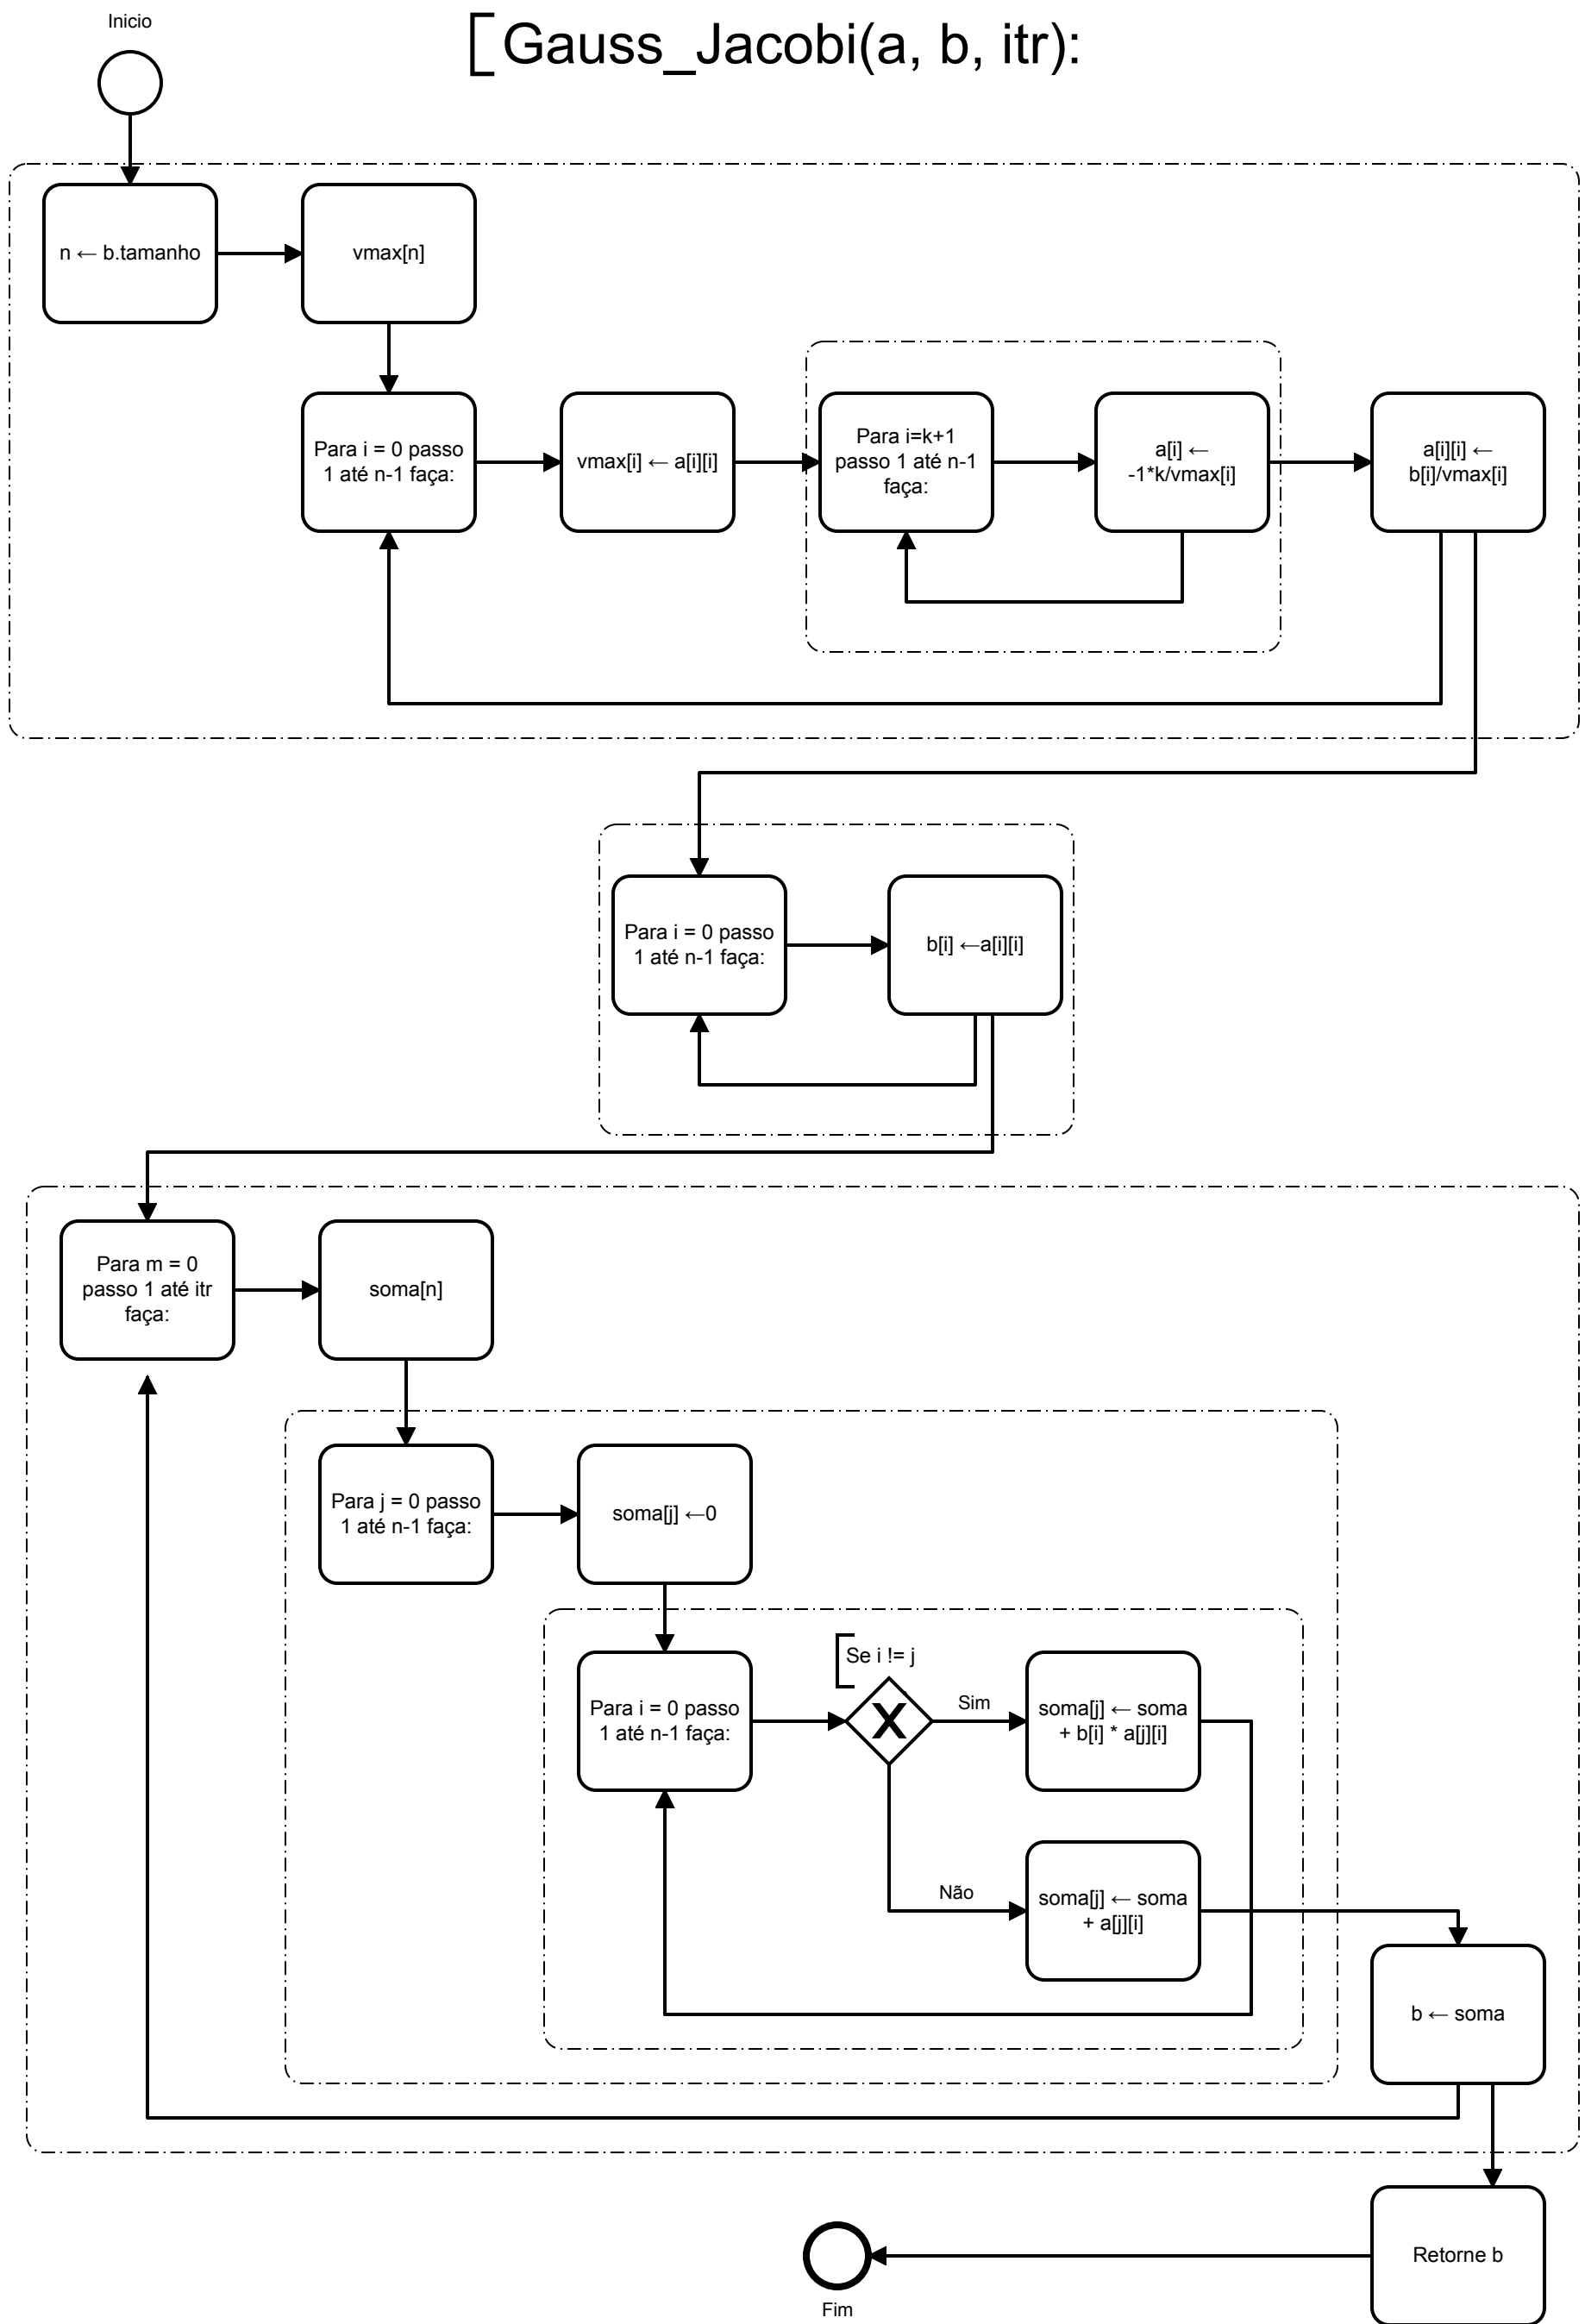 Inicio
Gauss_Jacobi(a, b, itr):
n ← b.tamanho
vmax[n]
Para i = 0 passo
1 até n-1 faça:
vmax[i] ← a[i][i]
Para i=k+1
passo 1 até n-1
faça:
a[i] ←
-1*k/vmax[i]
a[i][i] ←
b[i]/vmax[i]
Para i = 0 passo
1 até n-1 faça:
b[i] ←a[i][i]
Para m = 0
passo 1 até itr
faça:
soma[n]
Para j = 0 passo
1 até n-1 faça:
soma[j] ←0
Para i = 0 passo
1 até n-1 faça:
Se i != j
X
Sim
soma[j] ← soma
+ b[i] * a[j][i]
Não
soma[j] ← soma
+ a[j][i]
b ← soma
Retorne b
Fim